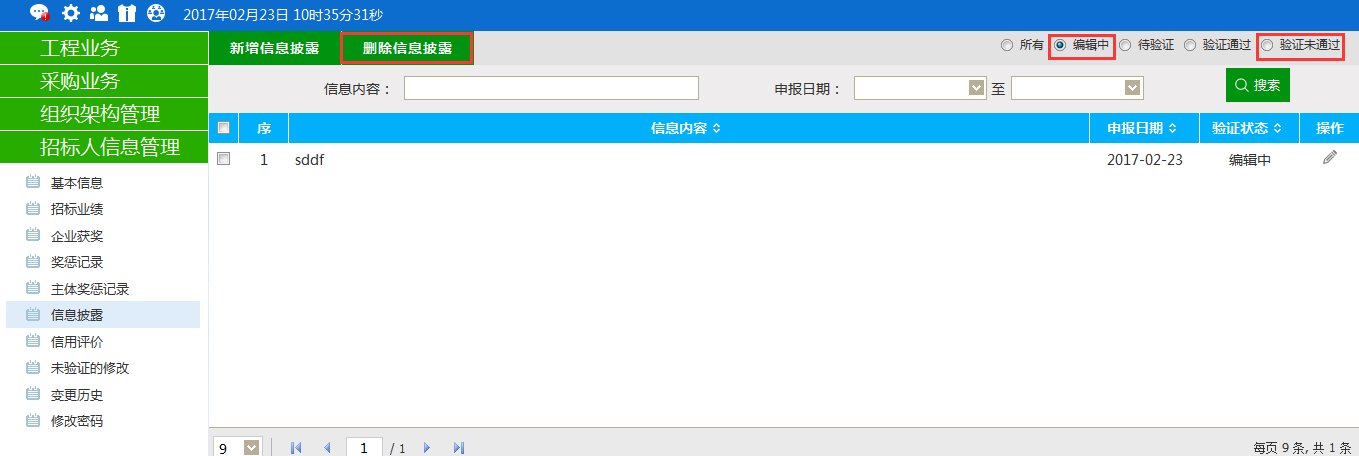 2017年02月23日 10时35分31秒
工程业务
采购业务
组织架构管理
招标人信息管理
基本信息
招标业绩
企业获奖
奖惩记录
主体奖惩记录
信息披露
信用评价
未验证的修改
变更历史
修改密码
新增信息披露 删除信息披露 所有 编辑中 待验证 验证通过 验证未通过
信息内容： 申报日期： 至 搜索
序 信息内容 申报日期 验证状态 操作
1 sddf 2017-02-23 编辑中
9 1 / 1 每页 9 条, 共 1 条